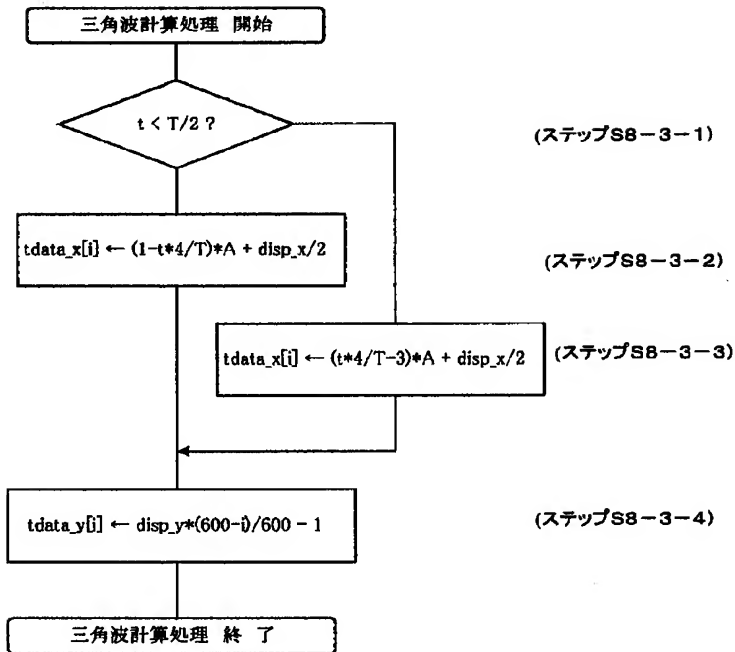 三角波計算処理 開始
t < T/2 ?
(ステップS8－3－1)
tdata_x[i] ← (1-t*4/T)*A + disp_x/2
(ステップS8－3－2)
tdata_x[i] ← (t*4/T-3)*A + disp_x/2
(ステップS8－3－3)
tdata_y[i] ← disp_y*(600-i)/600 - 1
(ステップS8－3－4)
三角波計算処理 終 了